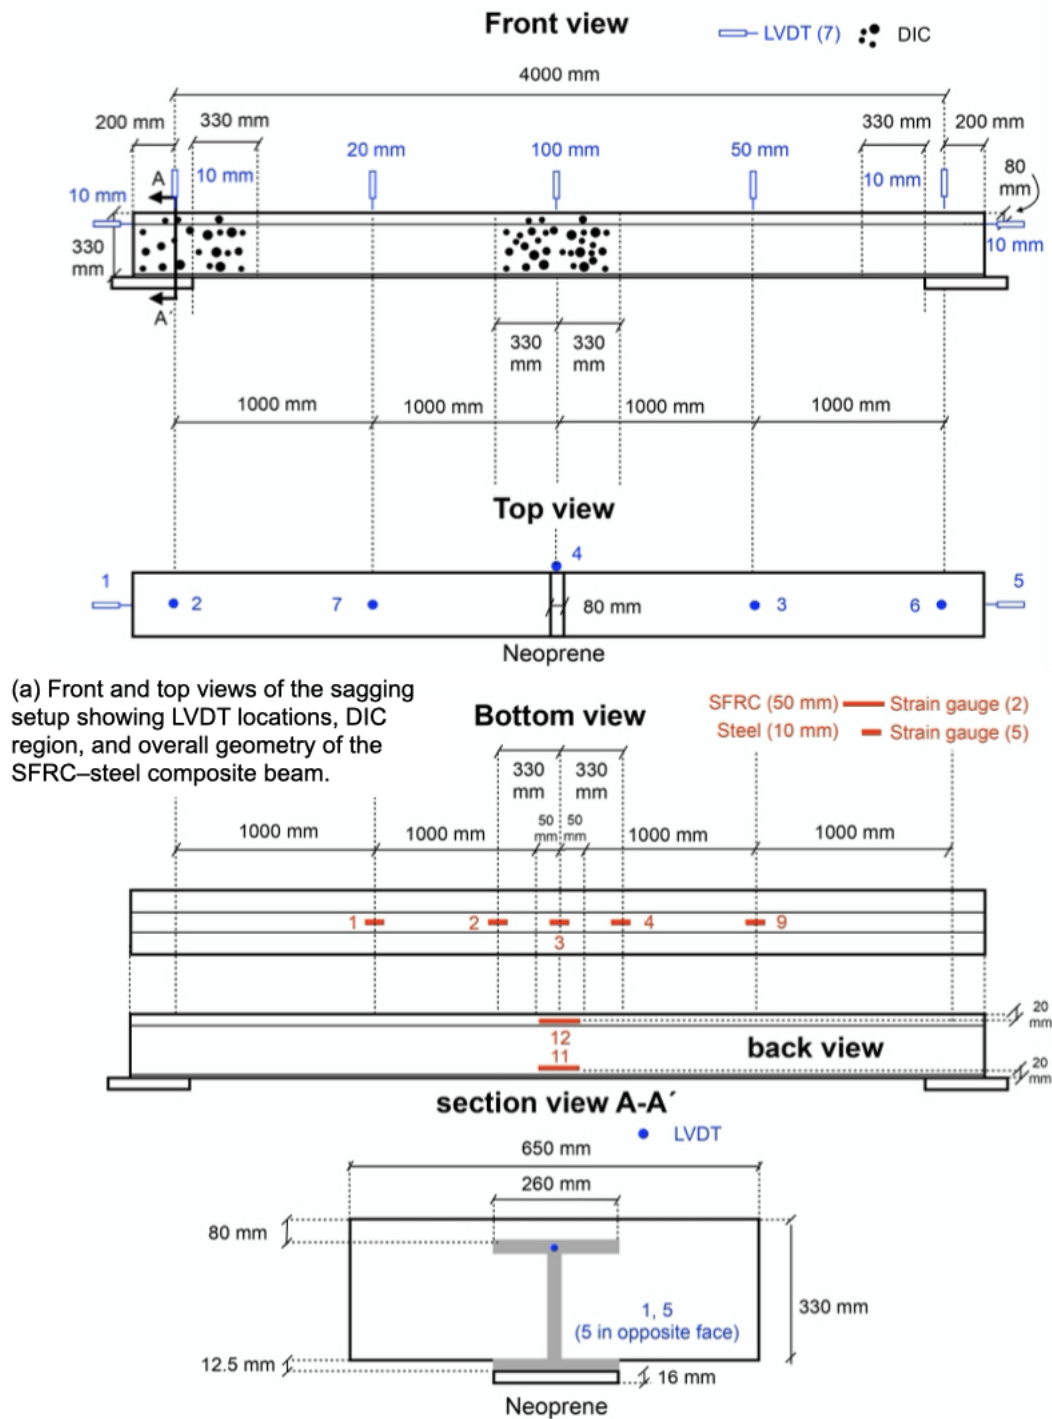 Front view
LVDT (7)
DIC
4000 mm
200 mm
330 mm
330 mm
200 mm
20 mm
100 mm
50 mm
80
mm
A
10 mm
10 mm
10 mm
10 mm
330
mm
A´
330
mm
330
mm
1000 mm
1000 mm
1000 mm
1000 mm
Top view
4
1
5
2
7
80 mm
3
6
Neoprene
(a) Front and top views of the sagging
setup showing LVDT locations, DIC
region, and overall geometry of the
SFRC–steel composite beam.
Bottom view
SFRC (50 mm)
Strain gauge (2)
Steel (10 mm)
Strain gauge (5)
330
mm
330
mm
50
mm
50
mm
1000 mm
1000 mm
1000 mm
1000 mm
1
2
3
4
9
20
mm
12
11
back view
20
mm
section view A-A´
LVDT
650 mm
260 mm
80 mm
330 mm
1, 5
(5 in opposite face)
12.5 mm
16 mm
Neoprene